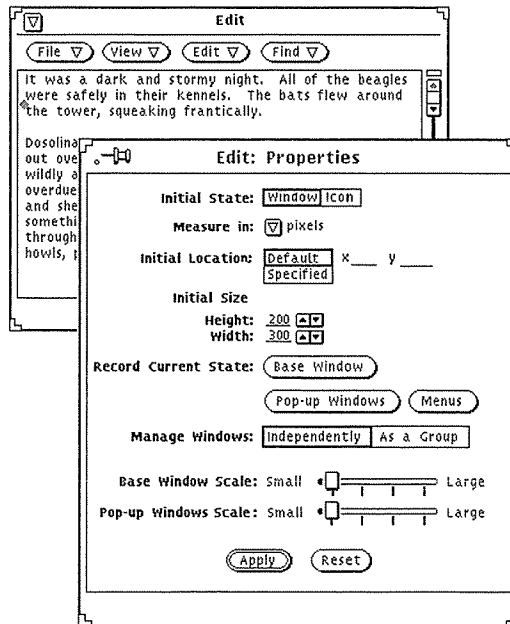 Edit
File View Edit Find
It was a dark and stormy night. All of the beagles
were safely in their kennels. The bats flew around
the tower, squeaking frantically.
Dosolina
out ove
wildly a
overdue
and she
somethi
through
howls, p
Edit: Properties
Initial State: Window Icon
Measure in: pixels
Initial Location: Default x___ y ____
Specified
Initial Size
Height: 200
Width: 300
Record Current State: Base Window
Pop-up Windows Menus
Manage Windows: Independently As a Group
Base Window Scale: Small Large
Pop-up Windows Scale: Small Large
Apply Reset